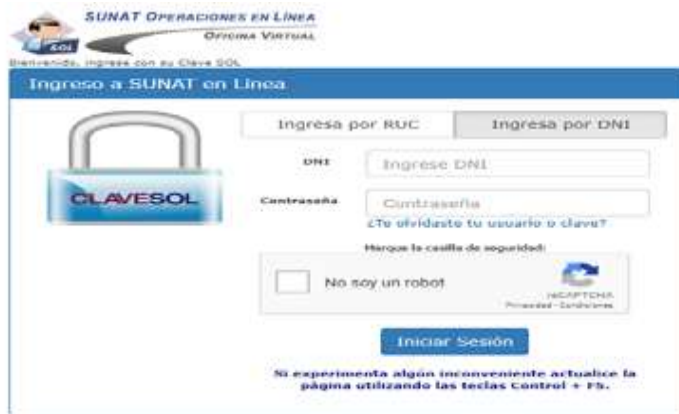 SUNAT OPERACIONES EN LÍNEA
OFICINA VIRTUAL
SOL
Bienvenido, ingrese con su Clave SOL
Ingreso a SUNAT en Línea
Ingresa por RUC
Ingresa por DNI
DNI
Ingrese DNI
CLAVESOL
Contraseña
Contraseña
¿Te olvidaste tu usuario o clave?
Marque la casilla de seguridad:
No soy un robot
reCAPTCHA
Privacidad - Condiciones
Iniciar Sesión
Si experimenta algún inconveniente actualice la
página utilizando las teclas Control + F5.